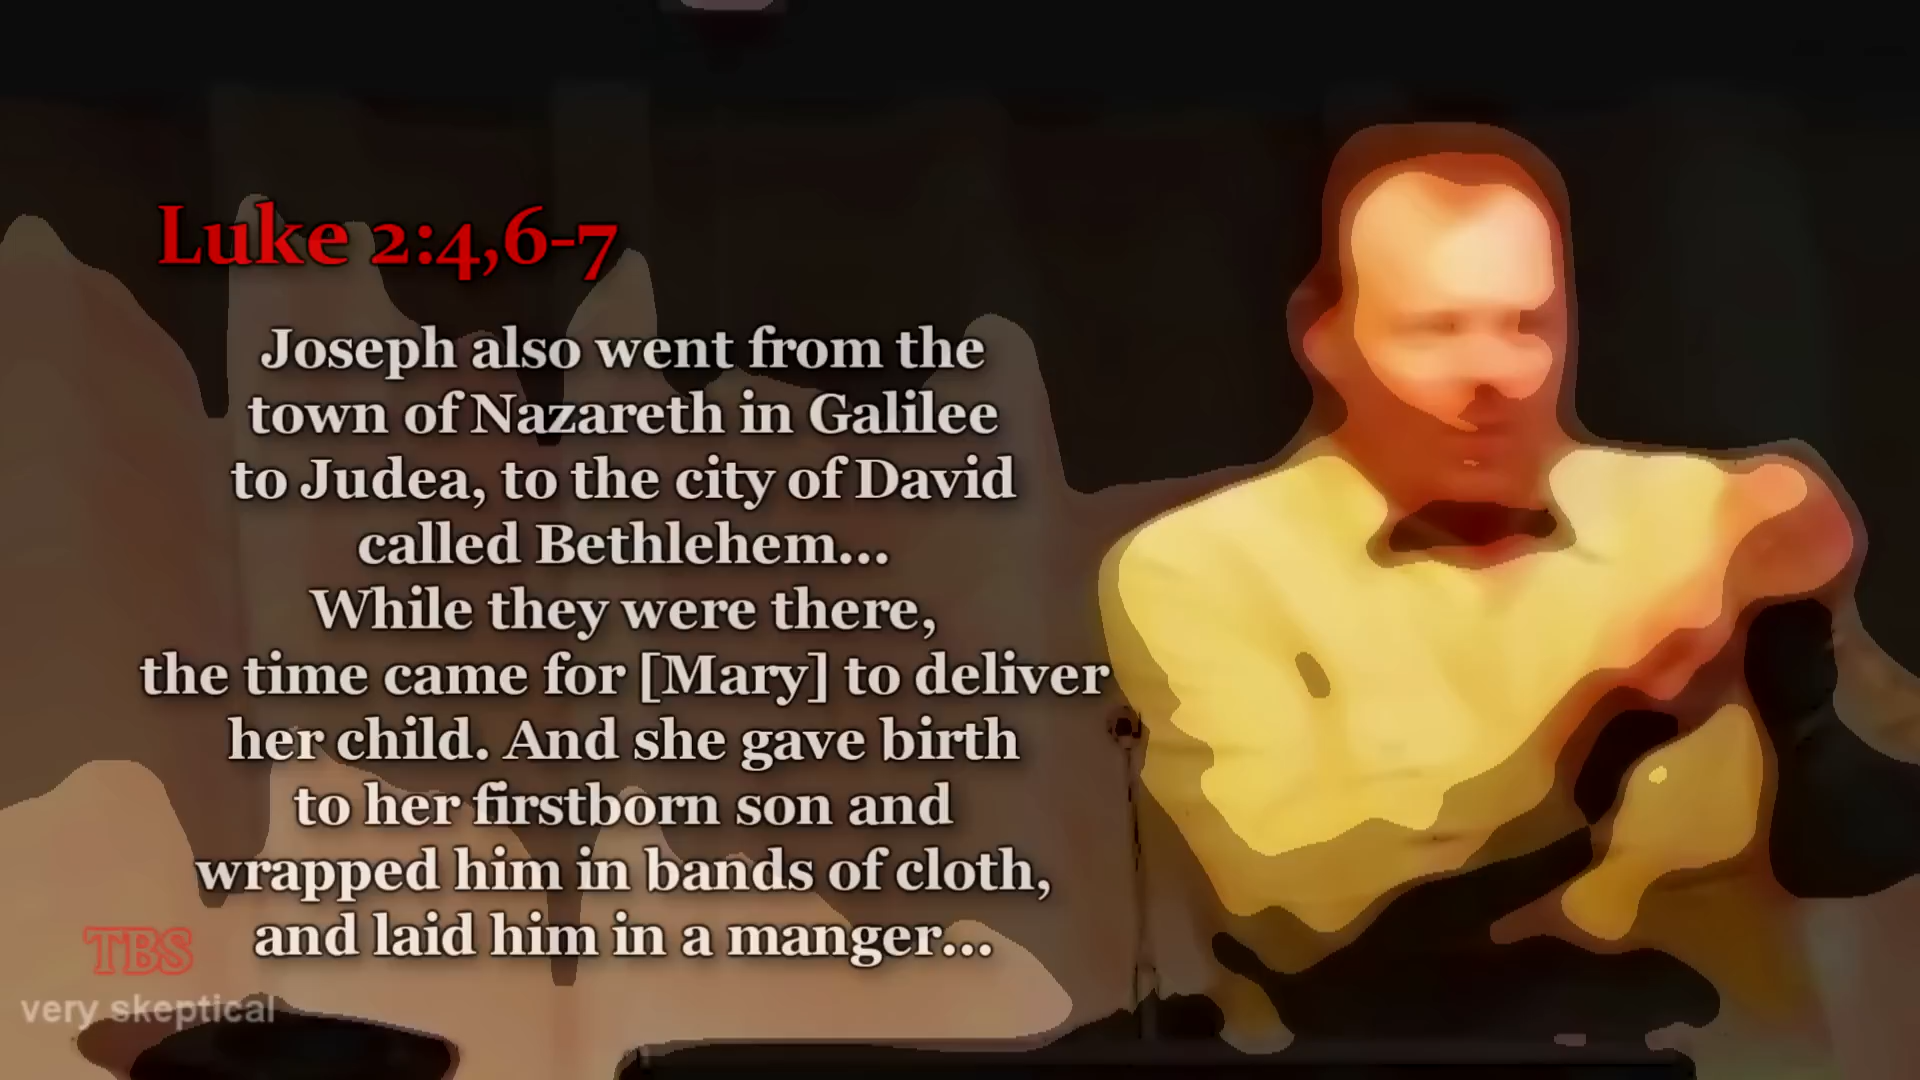 Luke 2:4,6-7
Joseph also went from the
town of Nazareth in Galilee
to Judea, to the city of David
called Bethlehem...
While they were there,
the time came for [Mary] to deliver
her child. And she gave birth
to her firstborn son and
wrapped him in bands of cloth,
and laid him in a manger...
TBS
very skeptical